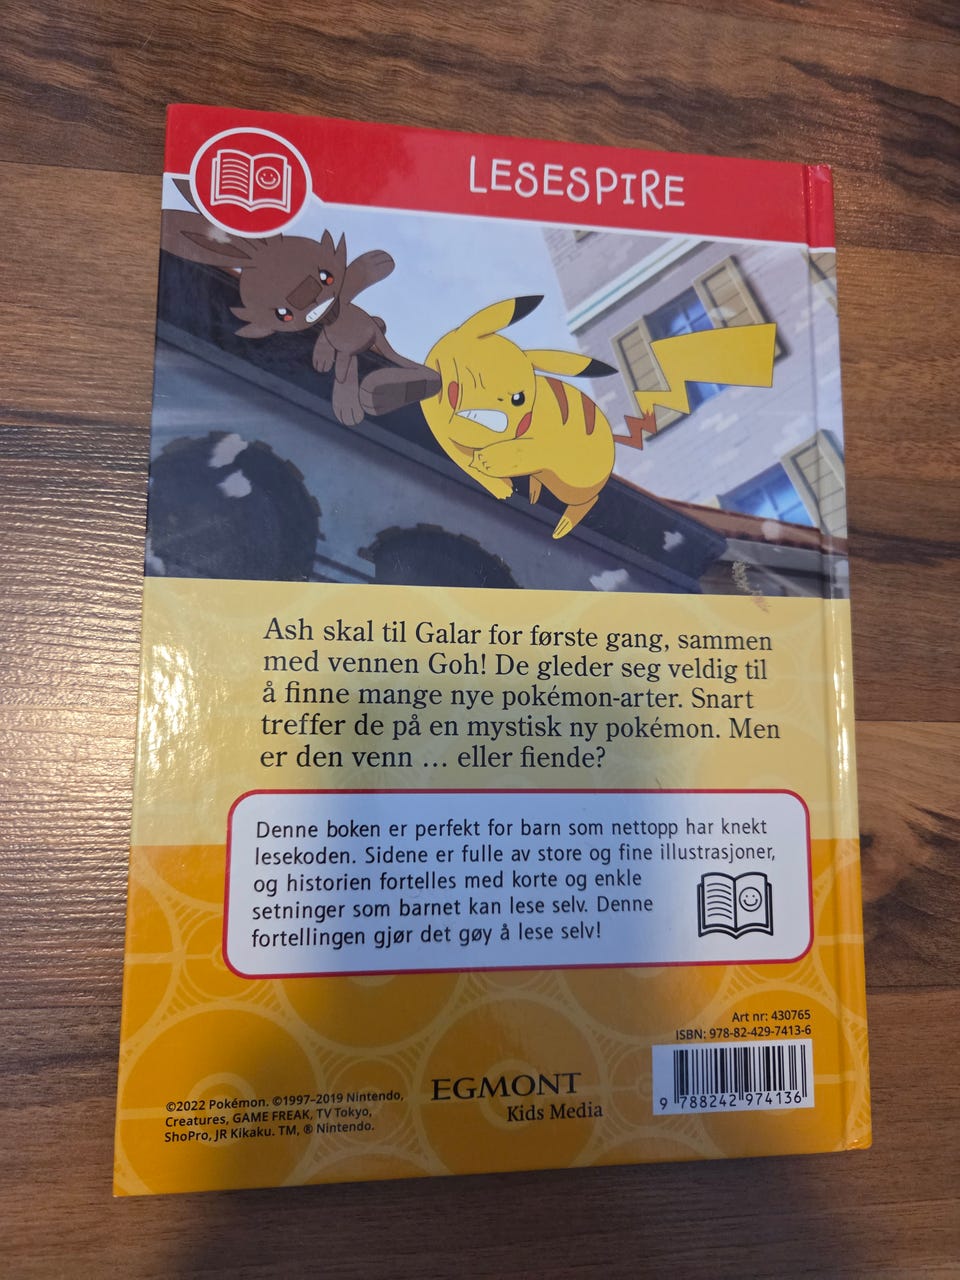 LESESPIRE
Ash skal til Galar for første gang, sammen
med vennen Goh! De gleder seg veldig til
å finne mange nye pokémon-arter. Snart
treffer de på en mystisk ny pokémon. Men
er den venn ... eller fiende?
Denne boken er perfekt for barn som nettopp har knekt
lesekoden. Sidene er fulle av store og fine illustrasjoner,
og historien fortelles med korte og enkle
setninger som barnet kan lese selv. Denne
fortellingen gjør det gøy å lese selv!
Art nr: 430765
ISBN: 978-82-429-7413-6
9 788242 974136
EGMONT
Kids Media
©2022 Pokémon. ©1997–2019 Nintendo,
Creatures, GAME FREAK, TV Tokyo,
ShoPro, JR Kikaku. TM, ® Nintendo.